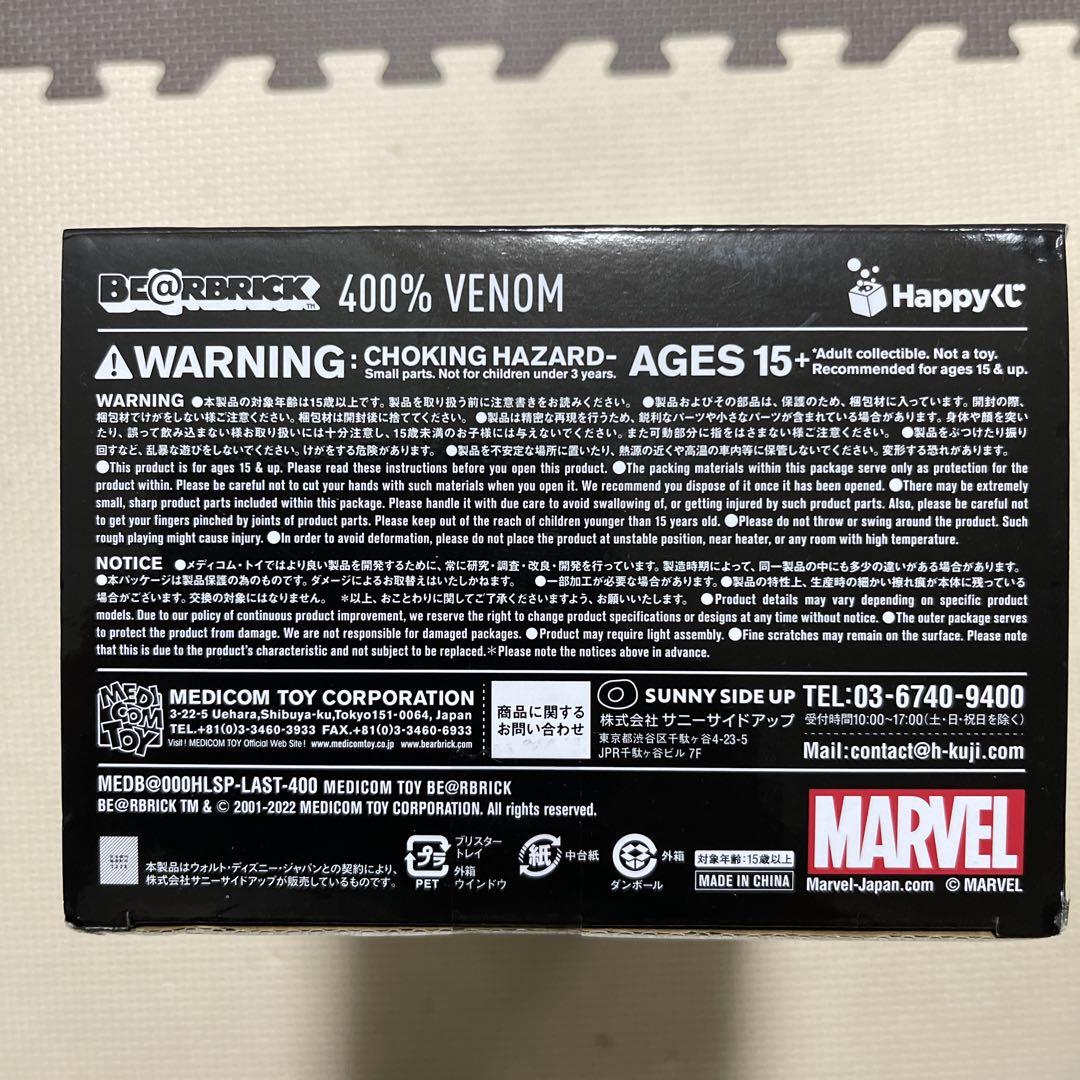 BE@RBRICK TM 400% VENOM
Happyくじ
WARNING: CHOKING HAZARD-
Small parts. Not for children under 3 years.
AGES 15+
*Adult collectible. Not a toy.
Recommended for ages 15 & up.
WARNING ●本製品の対象年齢は15歳以上です。製品を取り扱う前に注意書きをお読みください。 ●製品およびその部品は、保護のため、梱包材に入っています。開封の際、
梱包材でけがをしない様ご注意ください。梱包材は開封後に捨ててください。 ●製品は精密な再現を行うため、鋭利なパーツや小さなパーツが含まれている場合があります。身体や顔を突い
たり、誤って飲み込まない様お取り扱いには十分注意し、15歳未満のお子様には与えないでください。また可動部分に指をはさまない様ご注意ください。 ●製品をぶつけたり振り
回すなど、乱暴な遊びをしないでください。けがをする危険があります。 ●製品を不安定な場所に置いたり、熱源の近くや高温の車内等に保管しないでください。変形する恐れがあります。
●This product is for ages 15 & up. Please read these instructions before you open this product. ●The packing materials within this package serve only as protection for the
product within. Please be careful not to cut your hands with such materials when you open it. We recommend you dispose of it once it has been opened. ●There may be extremely
small, sharp product parts included within this package. Please handle it with due care to avoid swallowing of, or getting injured by such product parts. Also, please be careful not
to get your fingers pinched by joints of product parts. Please keep out of the reach of children younger than 15 years old. ●Please do not throw or swing around the product. Such
rough playing might cause injury. ●In order to avoid deformation, please do not place the product at unstable position, near heater, or any room with high temperature.
NOTICE ●メディコム・トイではより良い製品を開発するために、常に研究・調査・改良・開発を行っています。製造時期によって、同一製品の中にも多少の違いがある場合があります。
●本パッケージは製品保護の為のものです。ダメージによるお取替えはいたしかねます。 ●一部加工が必要な場合があります。●製品の特性上、生産時の細かい擦れ痕が本体に残っている
場合がございます。交換の対象にはなりません。 *以上、おことわりに関してご了承くださいますよう、お願いいたします。 ●Product details may vary depending on specific product
models. Due to our policy of continuous product improvement, we reserve the right to change product specifications or designs at any time without notice. ●The outer package serves
to protect the product from damage. We are not responsible for damaged packages. ●Product may require light assembly. ●Fine scratches may remain on the surface. Please note
that this is due to the product's characteristic and not subject to be replaced.*Please note the notices above in advance.
MEDICOM TOY
MEDICOM TOY CORPORATION
3-22-5 Uehara,Shibuya-ku,Tokyo151-0064, Japan
TEL.+81(0)3-3460-3933 FAX.+81(0)3-3460-6933
Visit! MEDICOM TOY Official Web Site! www.medicomtoy.co.jp www.bearbrick.com
商品に関する
お問い合わせ
SUNNY SIDE UP
株式会社 サニーサイドアップ
東京都渋谷区千駄ヶ谷4-23-5
JPR千駄ヶ谷ビル 7F
TEL:03-6740-9400
受付時間10:00~17:00(土・日・祝日を除く)
Mail:contact@h-kuji.com
MEDB@000HLSP-LAST-400 MEDICOM TOY BE@RBRICK
BE@RBRICK TM & © 2001-2022 MEDICOM TOY CORPORATION. All rights reserved.
本製品はウォルト・ディズニー・ジャパンとの契約により、
株式会社サニーサイドアップが販売しているものです。
プラ
PET
ブリスター
トレイ
外箱
ウインドウ
紙
中台紙
ダンボール
外箱
対象年齢:15歳以上
MADE IN CHINA
MARVEL
Marvel-Japan.com © MARVEL